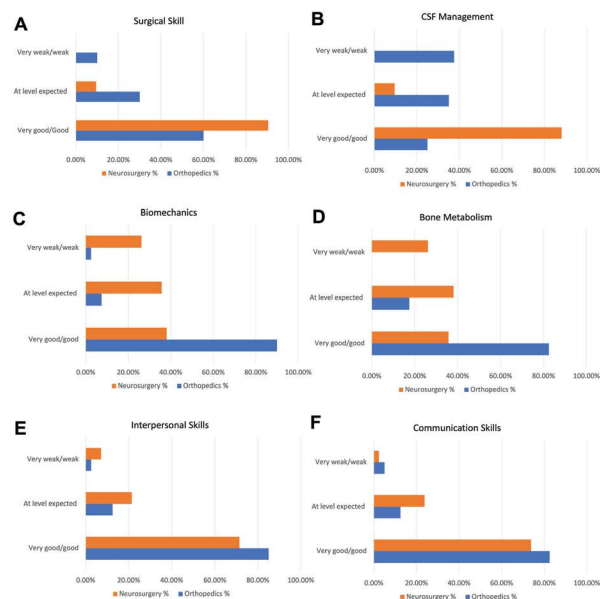 A
Surgical Skill
Very weak/weak
At level expected
Very good/Good
0.00% 20.00% 40.00% 60.00% 80.00% 100.00%
Neurosurgery % Orthopedics %
B
CSF Management
Very weak/weak
At level expected
Very good/good
0.00% 20.00% 40.00% 60.00% 80.00% 100.00%
Neurosurgery % Orthopedics %
C
Biomechanics
Very weak/weak
At level expected
Very good/good
0.00% 20.00% 40.00% 60.00% 80.00% 100.00%
Neurosurgery % Orthopedics %
D
Bone Metabolism
Very weak/weak
At level expected
Very good/good
0.00% 20.00% 40.00% 60.00% 80.00% 100.00%
Neurosurgery % Orthopedics %
E
Interpersonal Skills
Very weak/weak
At level expected
Very good/good
0.00% 20.00% 40.00% 60.00% 80.00% 100.00%
Neurosurgery % Orthopedics %
F
Communication Skills
Very weak/weak
At level expected
Very good/good
0.00% 20.00% 40.00% 60.00% 80.00% 100.00%
Neurosurgery % Orthopedics %